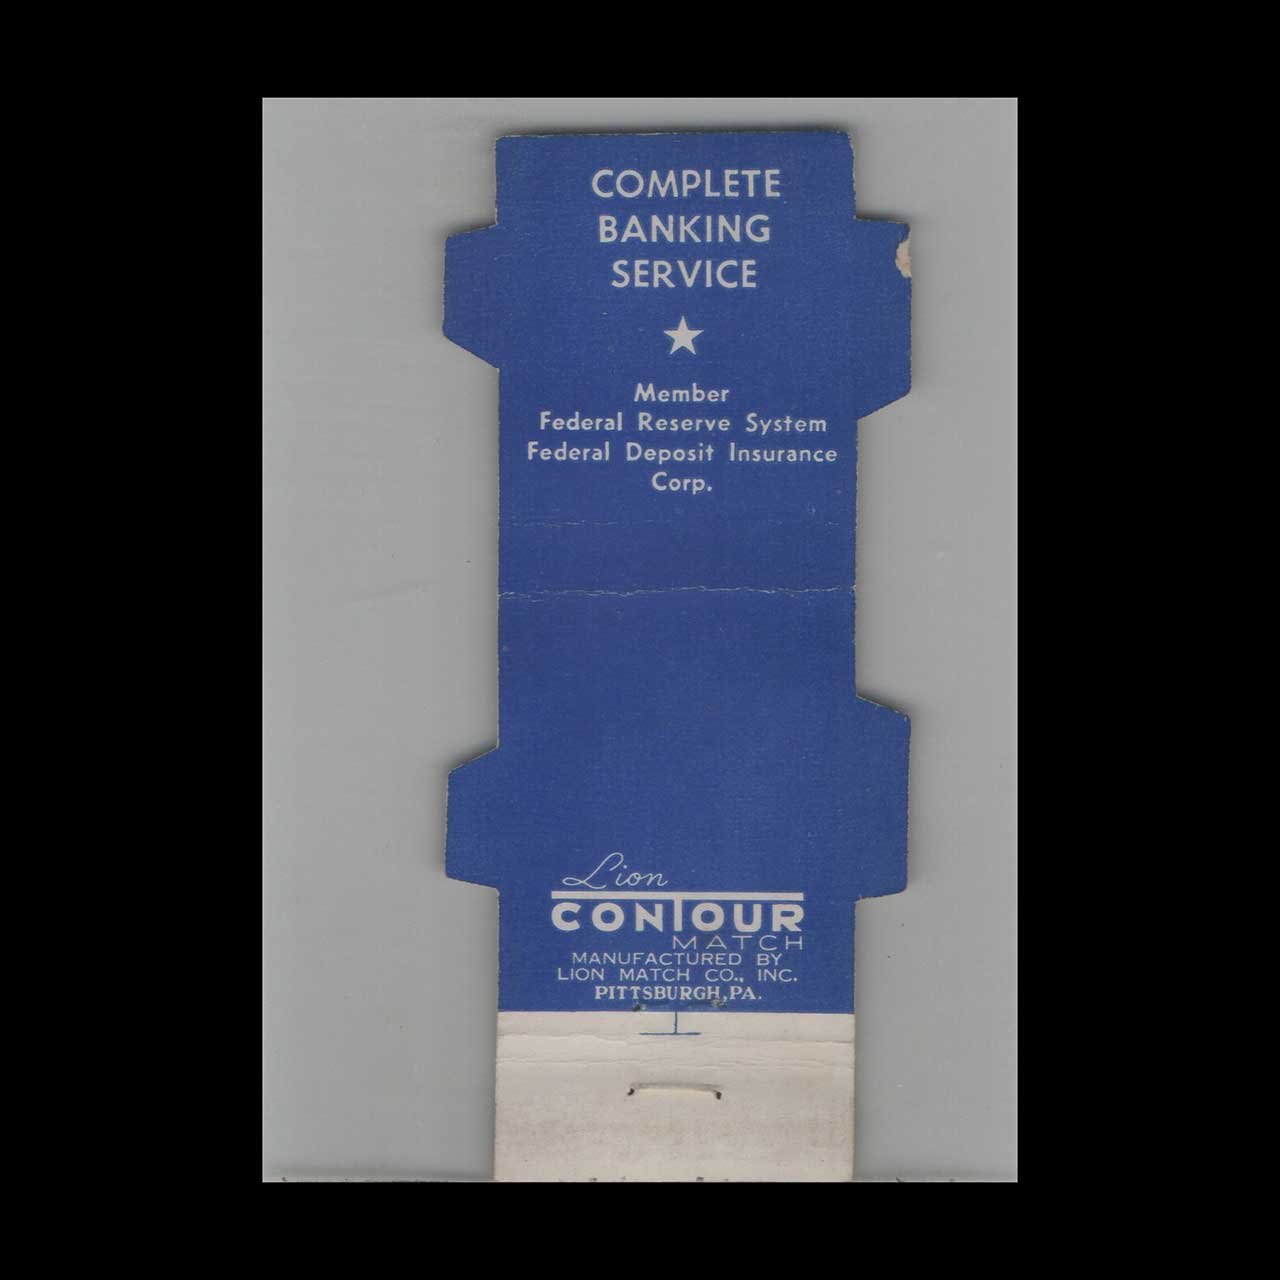 COMPLETE
BANKING
SERVICE
Member
Federal Reserve System
Federal Deposit Insurance
Corp.
Lion
CONTOUR
MATCH
MANUFACTURED BY
LION MATCH CO., INC.
PITTSBURGH, PA.